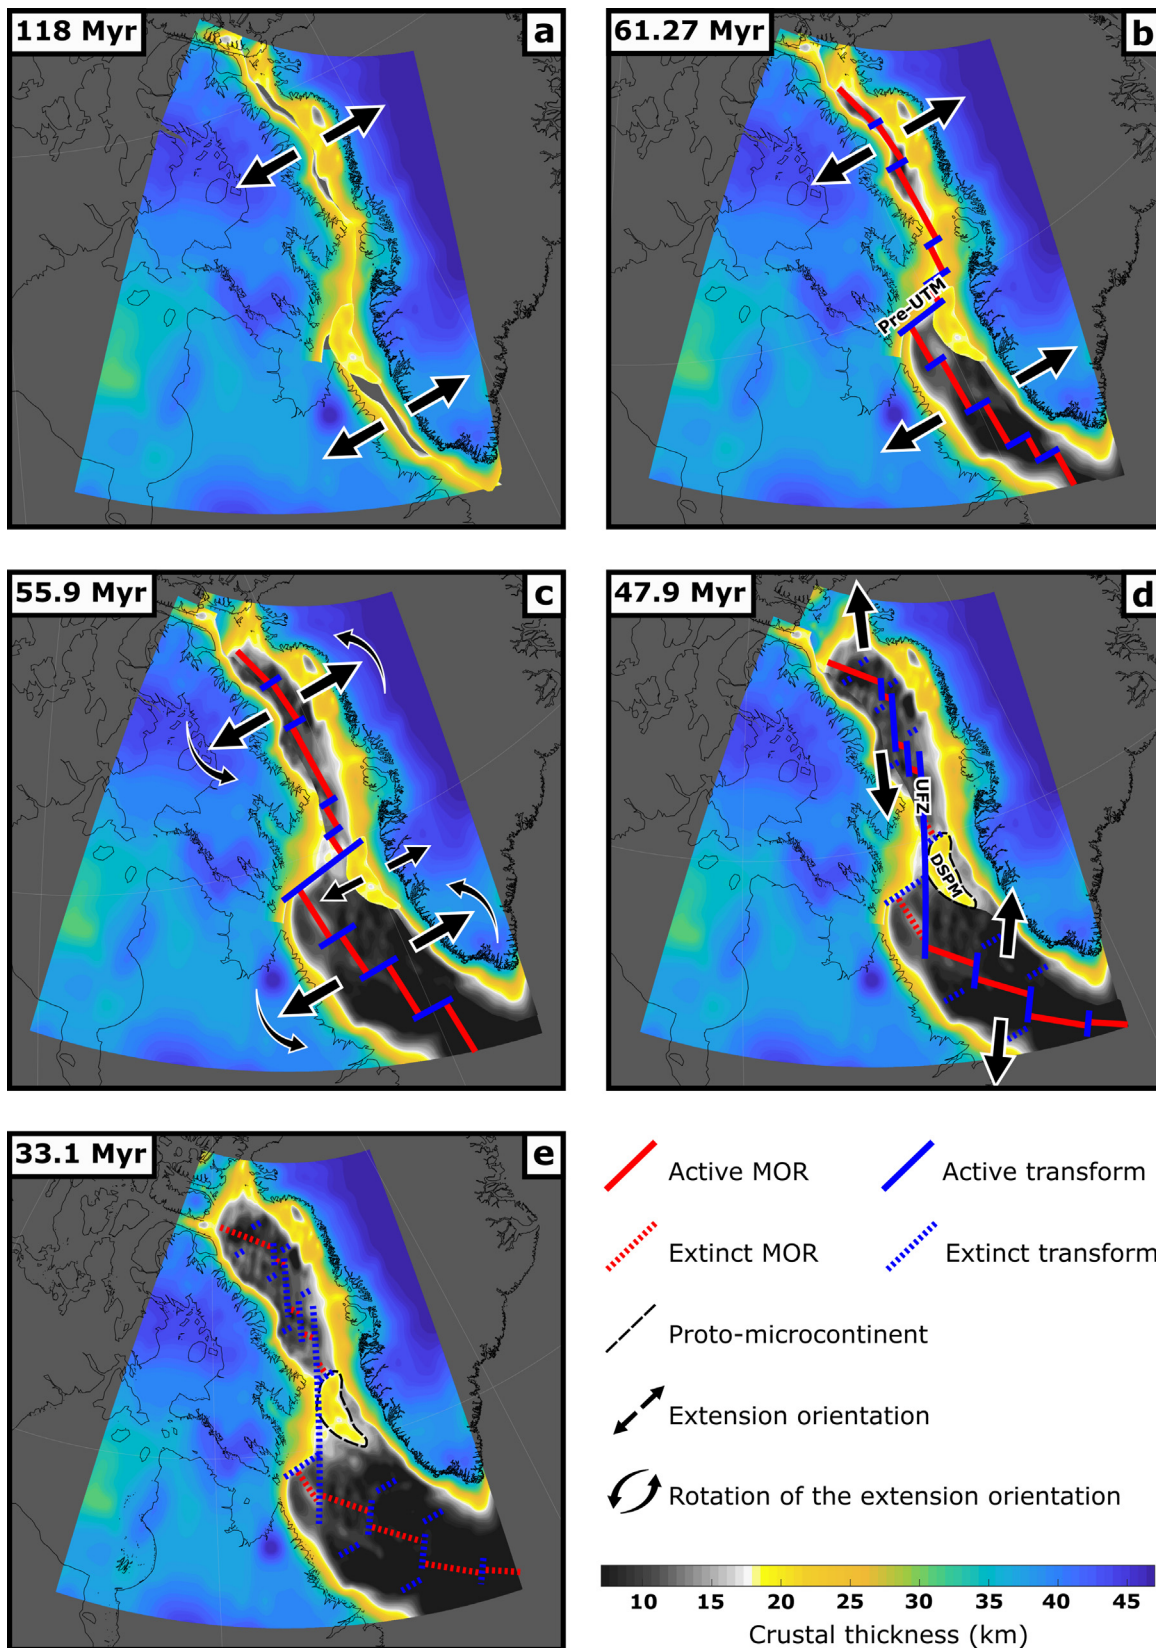 118 Myr
a
61.27 Myr
b
Pre-UTM
55.9 Myr
c
47.9 Myr
d
UFZ
DSPM
33.1 Myr
e
Active MOR
Active transform
Extinct MOR
Extinct transform
Proto-microcontinent
Extension orientation
Rotation of the extension orientation
10 15 20 25 30 35 40 45
Crustal thickness (km)